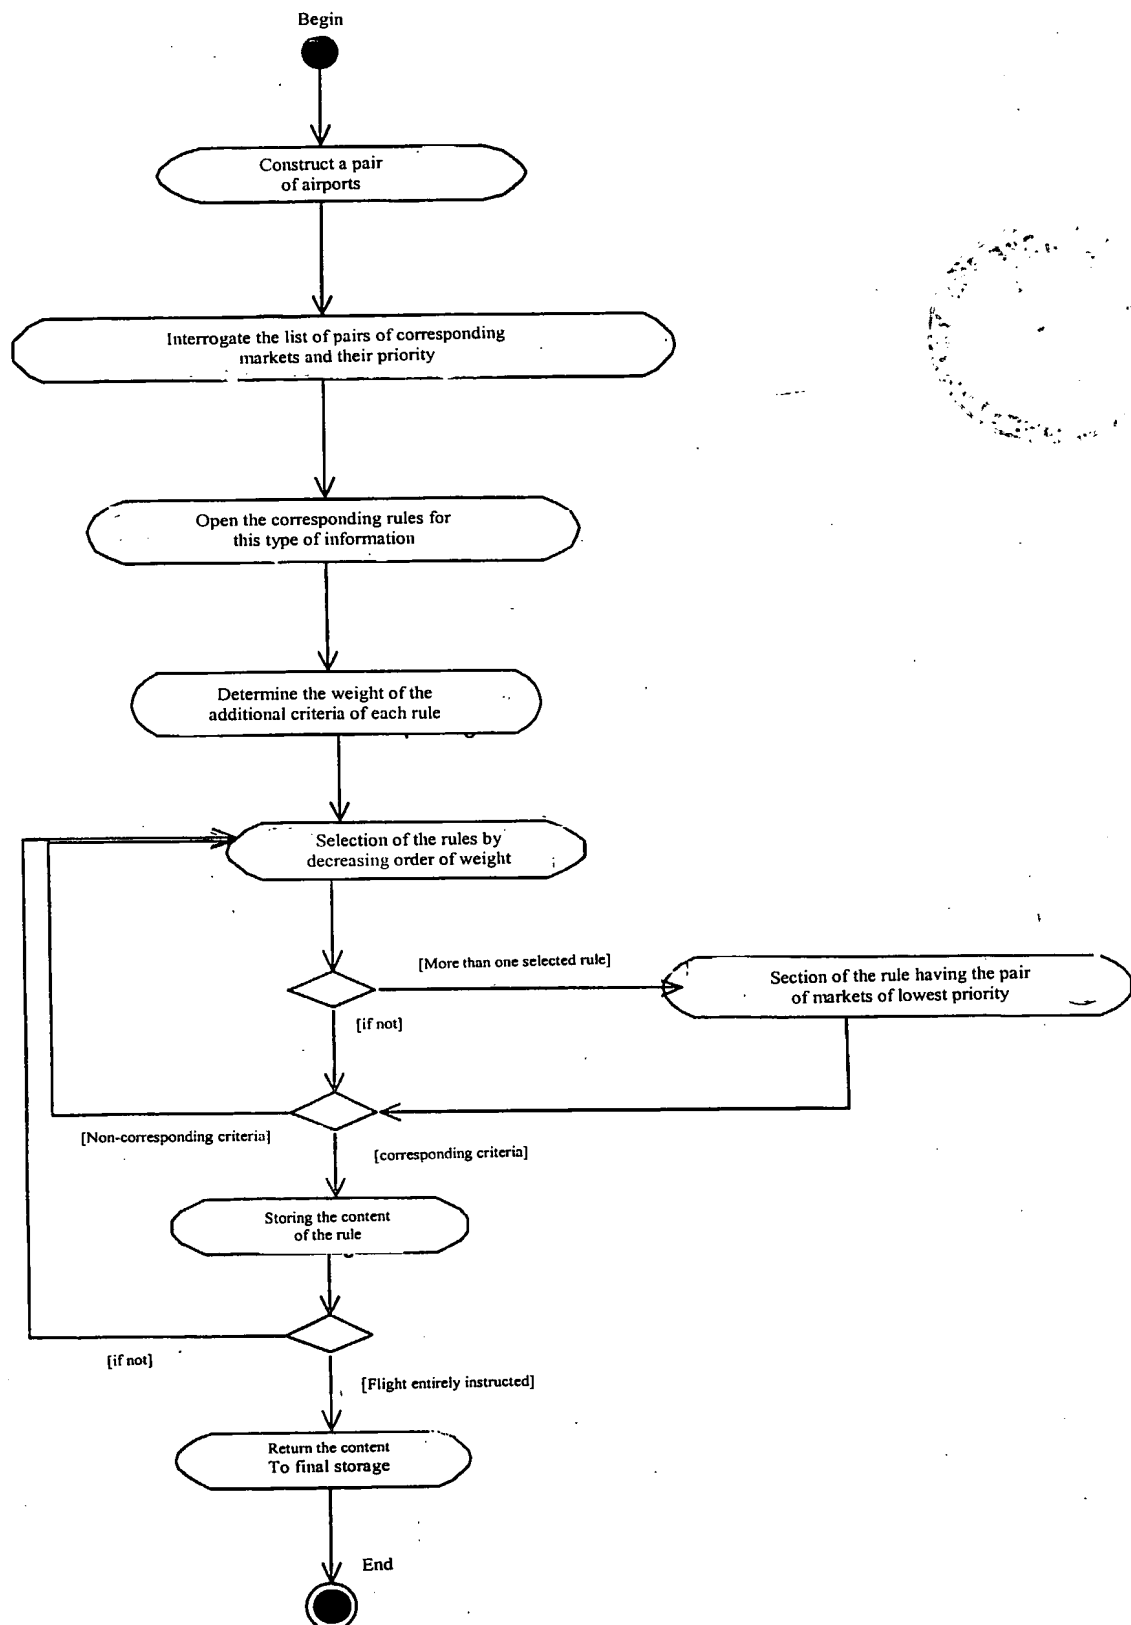 Begin
Construct a pair
of airports
Interrogate the list of pairs of corresponding
markets and their priority
Open the corresponding rules for
this type of information
Determine the weight of the
additional criteria of each rule
Selection of the rules by
decreasing order of weight
[More than one selected rule]
Section of the rule having the pair
of markets of lowest priority
[if not]
[Non-corresponding criteria]
[corresponding criteria]
Storing the content
of the rule
[if not]
[Flight entirely instructed]
Return the content
To final storage
End